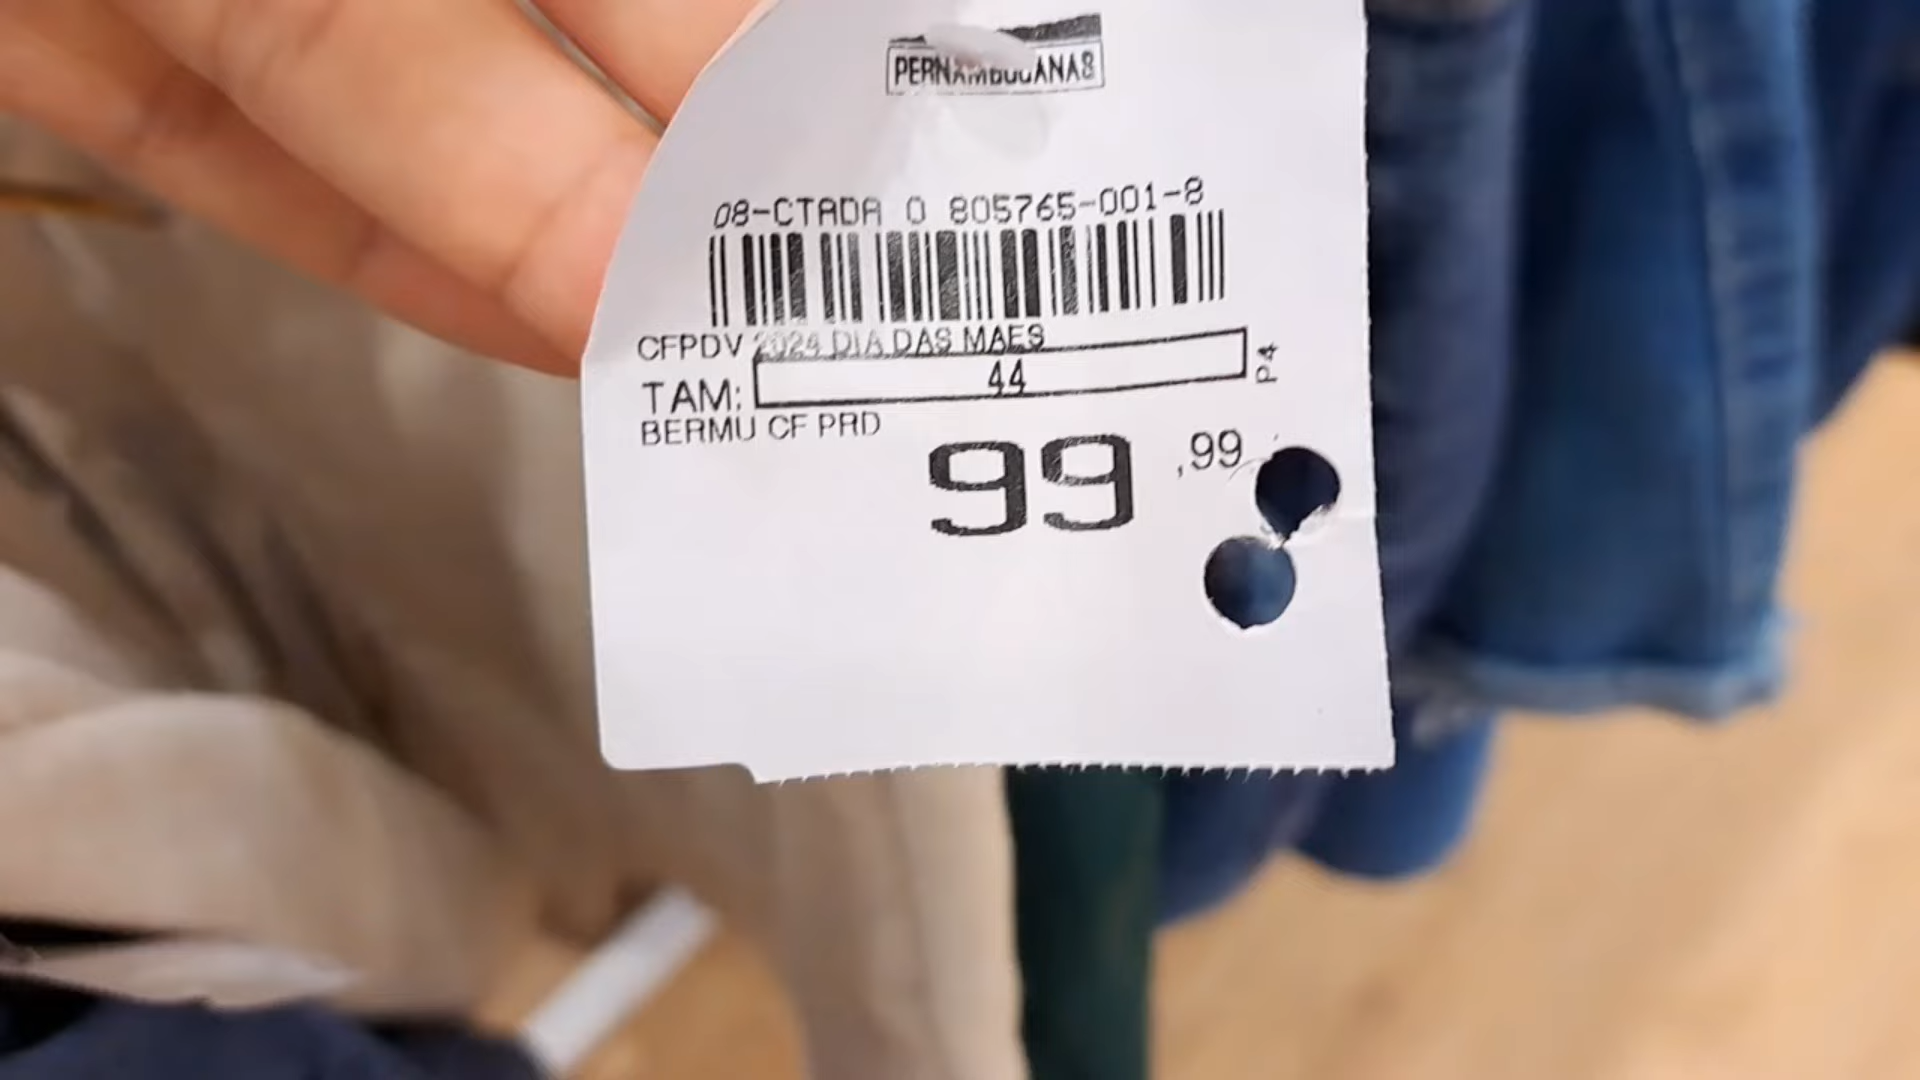 PERNAMBUCANAS
08-CTADA 0 805765-001-8
CFPDV 2024 DIA DAS MAES
TAM: 44
P4
BERMU CF PRD
99,99